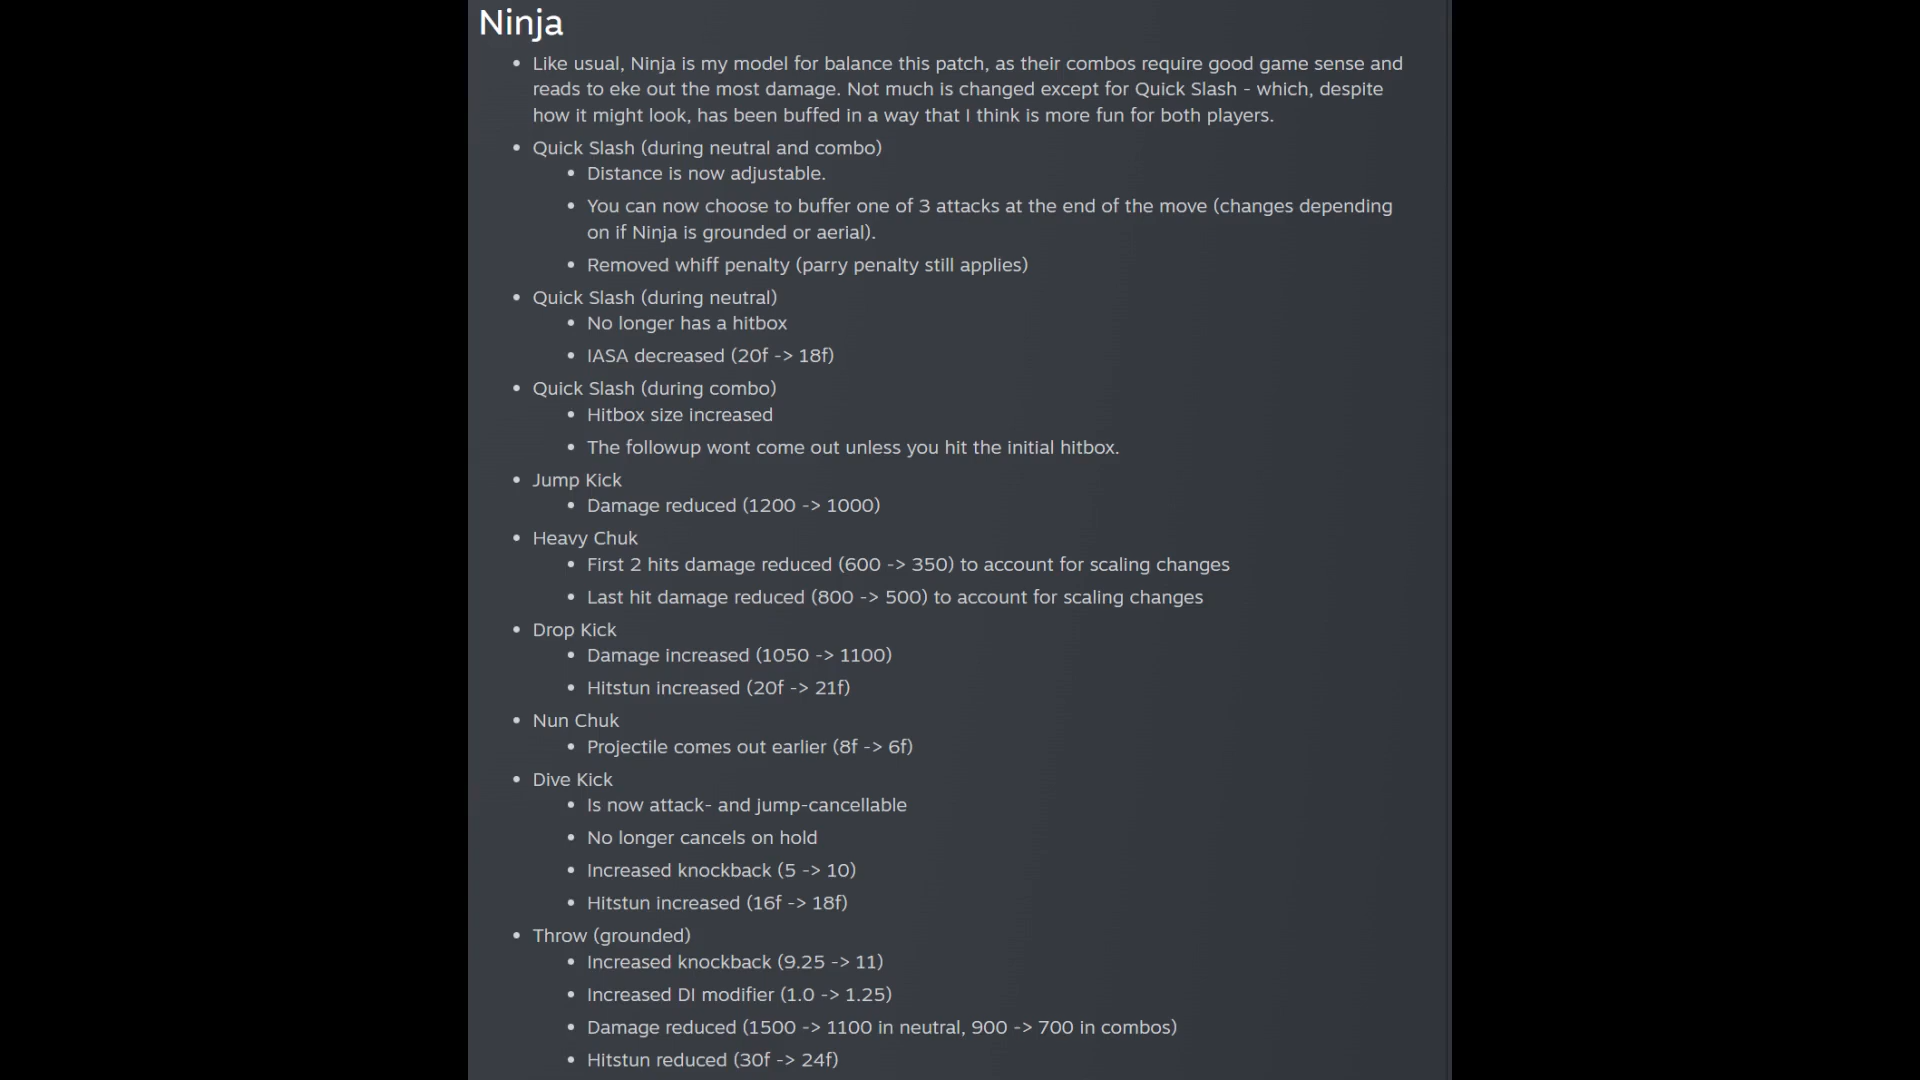 Ninja
• Like usual, Ninja is my model for balance this patch, as their combos require good game sense and
reads to eke out the most damage. Not much is changed except for Quick Slash - which, despite
how it might look, has been buffed in a way that I think is more fun for both players.
• Quick Slash (during neutral and combo)
• Distance is now adjustable.
• You can now choose to buffer one of 3 attacks at the end of the move (changes depending
on if Ninja is grounded or aerial).
• Removed whiff penalty (parry penalty still applies)
• Quick Slash (during neutral)
• No longer has a hitbox
• IASA decreased (20f -> 18f)
• Quick Slash (during combo)
• Hitbox size increased
• The followup wont come out unless you hit the initial hitbox.
• Jump Kick
• Damage reduced (1200 -> 1000)
• Heavy Chuk
• First 2 hits damage reduced (600 -> 350) to account for scaling changes
• Last hit damage reduced (800 -> 500) to account for scaling changes
• Drop Kick
• Damage increased (1050 -> 1100)
• Hitstun increased (20f -> 21f)
• Nun Chuk
• Projectile comes out earlier (8f -> 6f)
• Dive Kick
• Is now attack- and jump-cancellable
• No longer cancels on hold
• Increased knockback (5 -> 10)
• Hitstun increased (16f -> 18f)
• Throw (grounded)
• Increased knockback (9.25 -> 11)
• Increased DI modifier (1.0 -> 1.25)
• Damage reduced (1500 -> 1100 in neutral, 900 -> 700 in combos)
• Hitstun reduced (30f -> 24f)